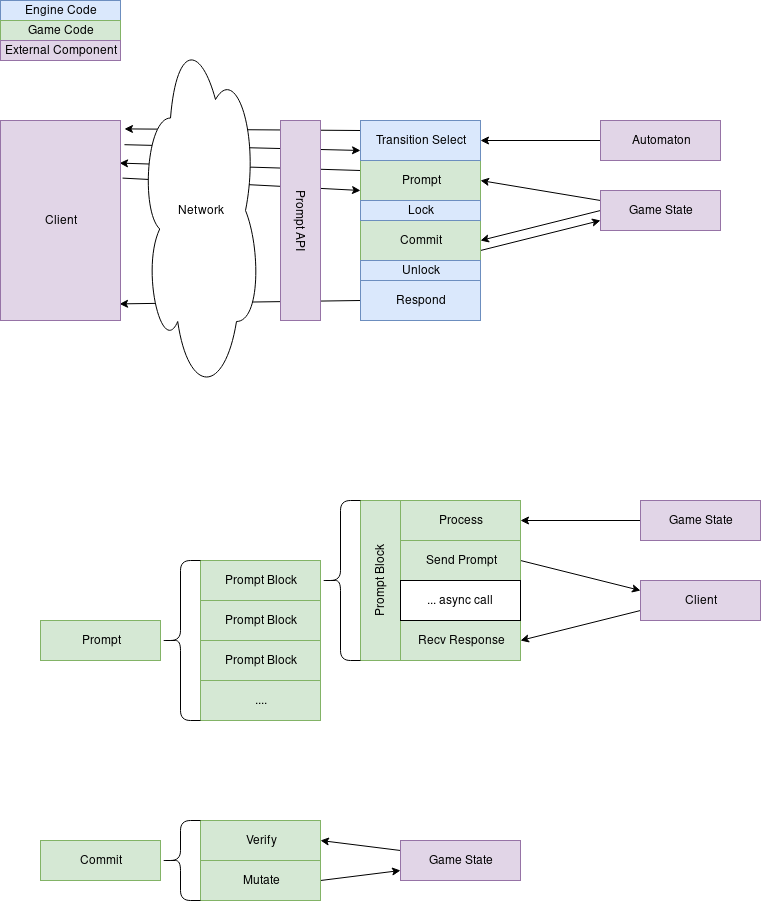 Engine Code
Game Code
External Component
Client
Network
Prompt API
Transition Select
Prompt
Lock
Commit
Unlock
Respond
Automaton
Game State
Prompt
Prompt Block
Prompt Block
Prompt Block
....
Prompt Block
Process
Send Prompt
... async call
Recv Response
Game State
Client
Commit
Verify
Mutate
Game State